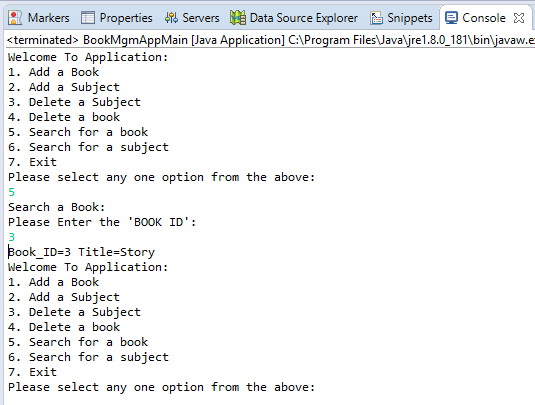 Markers Properties Servers Data Source Explorer Snippets Console
<terminated> BookMgmAppMain [Java Application] C:\Program Files\Java\jre1.8.0_181\bin\javaw.e
Welcome To Application:
1. Add a Book
2. Add a Subject
3. Delete a Subject
4. Delete a book
5. Search for a book
6. Search for a subject
7. Exit
Please select any one option from the above:
5
Search a Book:
Please Enter the 'BOOK ID':
3
Book_ID=3 Title=Story
Welcome To Application:
1. Add a Book
2. Add a Subject
3. Delete a Subject
4. Delete a book
5. Search for a book
6. Search for a subject
7. Exit
Please select any one option from the above: